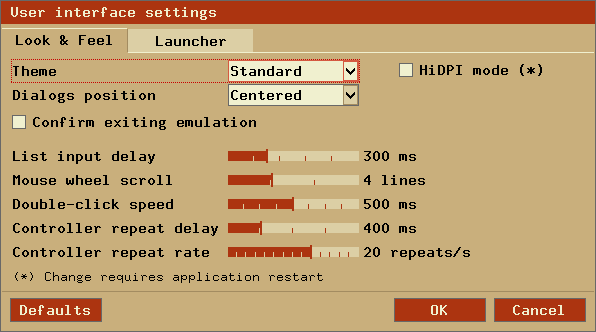 User interface settings
Look & Feel Launcher
Theme Standard HiDPI mode (*)
Dialogs position Centered
Confirm exiting emulation
List input delay 300 ms
Mouse wheel scroll 4 lines
Double-click speed 500 ms
Controller repeat delay 400 ms
Controller repeat rate 20 repeats/s
(*) Change requires application restart
Defaults OK Cancel